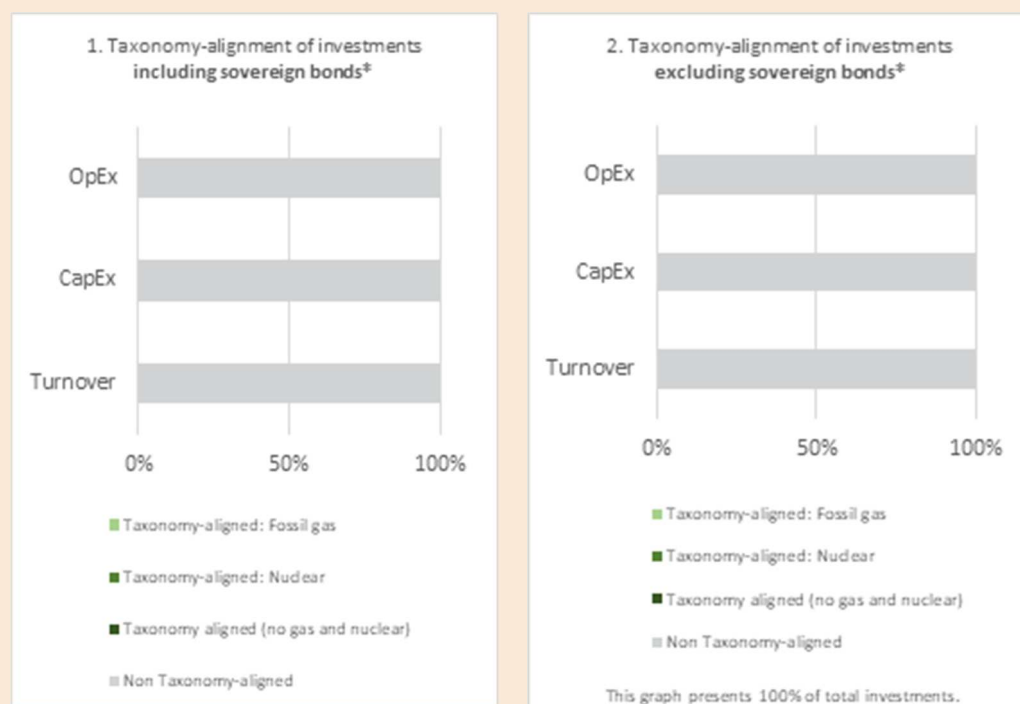 1. Taxonomy-alignment of investments
including sovereign bonds*
OpEx
CapEx
Turnover
0% 50% 100%
Taxonomy-aligned: Fossil gas
Taxonomy-aligned: Nuclear
Taxonomy aligned (no gas and nuclear)
Non Taxonomy-aligned
2. Taxonomy-alignment of investments
excluding sovereign bonds*
OpEx
CapEx
Turnover
0% 50% 100%
Taxonomy-aligned: Fossil gas
Taxonomy-aligned: Nuclear
Taxonomy aligned (no gas and nuclear)
Non Taxonomy-aligned
This graph presents 100% of total investments.